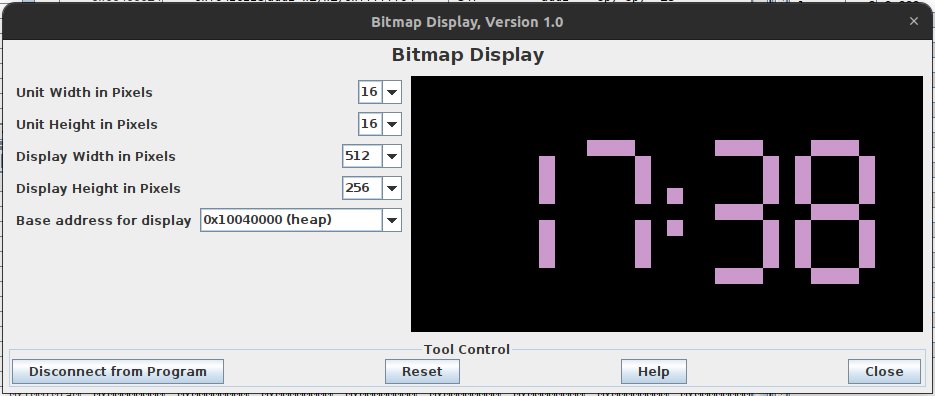 Bitmap Display, Version 1.0
Bitmap Display
Unit Width in Pixels 16
Unit Height in Pixels 16
Display Width in Pixels 512
Display Height in Pixels 256
Base address for display 0x10040000 (heap)
17:38
Tool Control
Disconnect from Program Reset Help Close